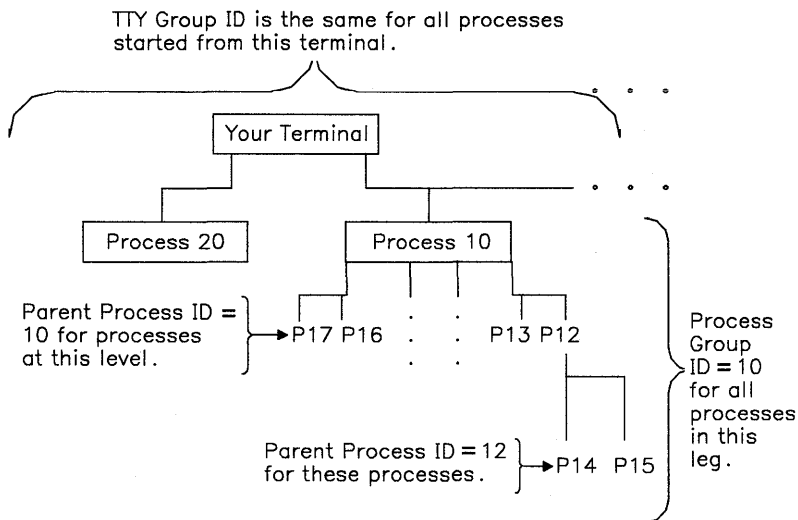 TTY Group ID is the same for all processes
started from this terminal.
Your Terminal
Process 20
Process 10
Parent Process ID =
10 for processes
at this level.
P17 P16
P13 P12
Process
Group
ID = 10
for all
processes
in this
leg.
Parent Process ID = 12
for these processes.
P14 P15